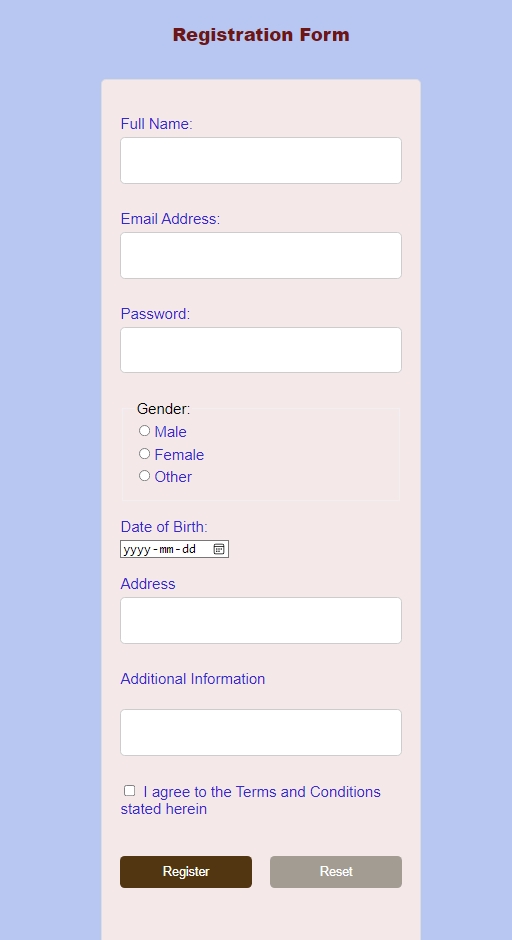 Registration Form
Full Name:
Email Address:
Password:
Gender:
Male
Female
Other
Date of Birth:
yyyy-mm-dd
Address
Additional Information
I agree to the Terms and Conditions
stated herein
Register Reset